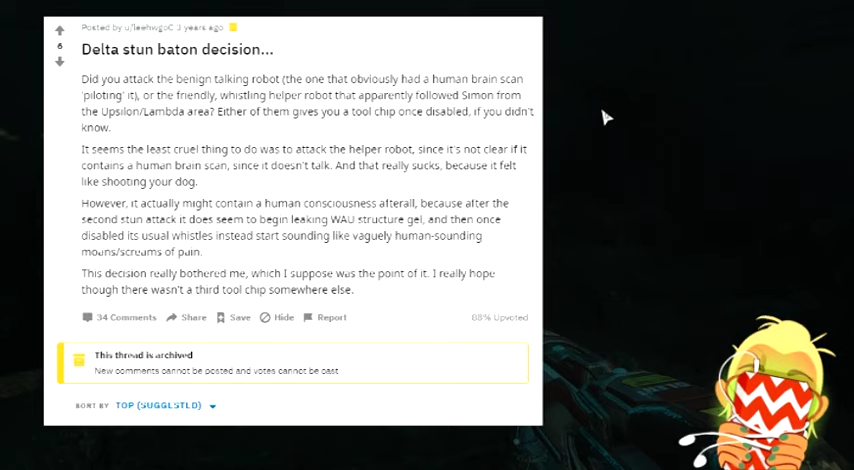 6
Posted by u/leehwgoC 3 years ago
Delta stun baton decision...
Did you attack the benign talking robot (the one that obviously had a human brain scan
'piloting' it), or the friendly, whistling helper robot that apparently followed Simon from
the Upsilon/Lambda area? Either of them gives you a tool chip once disabled, if you didn't
know.
It seems the least cruel thing to do was to attack the helper robot, since it's not clear if it
contains a human brain scan, since it doesn't talk. And that really sucks, because it felt
like shooting your dog.
However, it actually might contain a human consciousness afterall, because after the
second stun attack it does seem to begin leaking WAU structure gel, and then once
disabled its usual whistles instead start sounding like vaguely human-sounding
moans/screams of pain.
This decision really bothered me, which I suppose was the point of it. I really hope
though there wasn't a third tool chip somewhere else.
34 Comments Share Save Hide Report 88% Upvoted
This thread is archived
New comments cannot be posted and votes cannot be cast
SORT BY TOP (SUGGESTED)